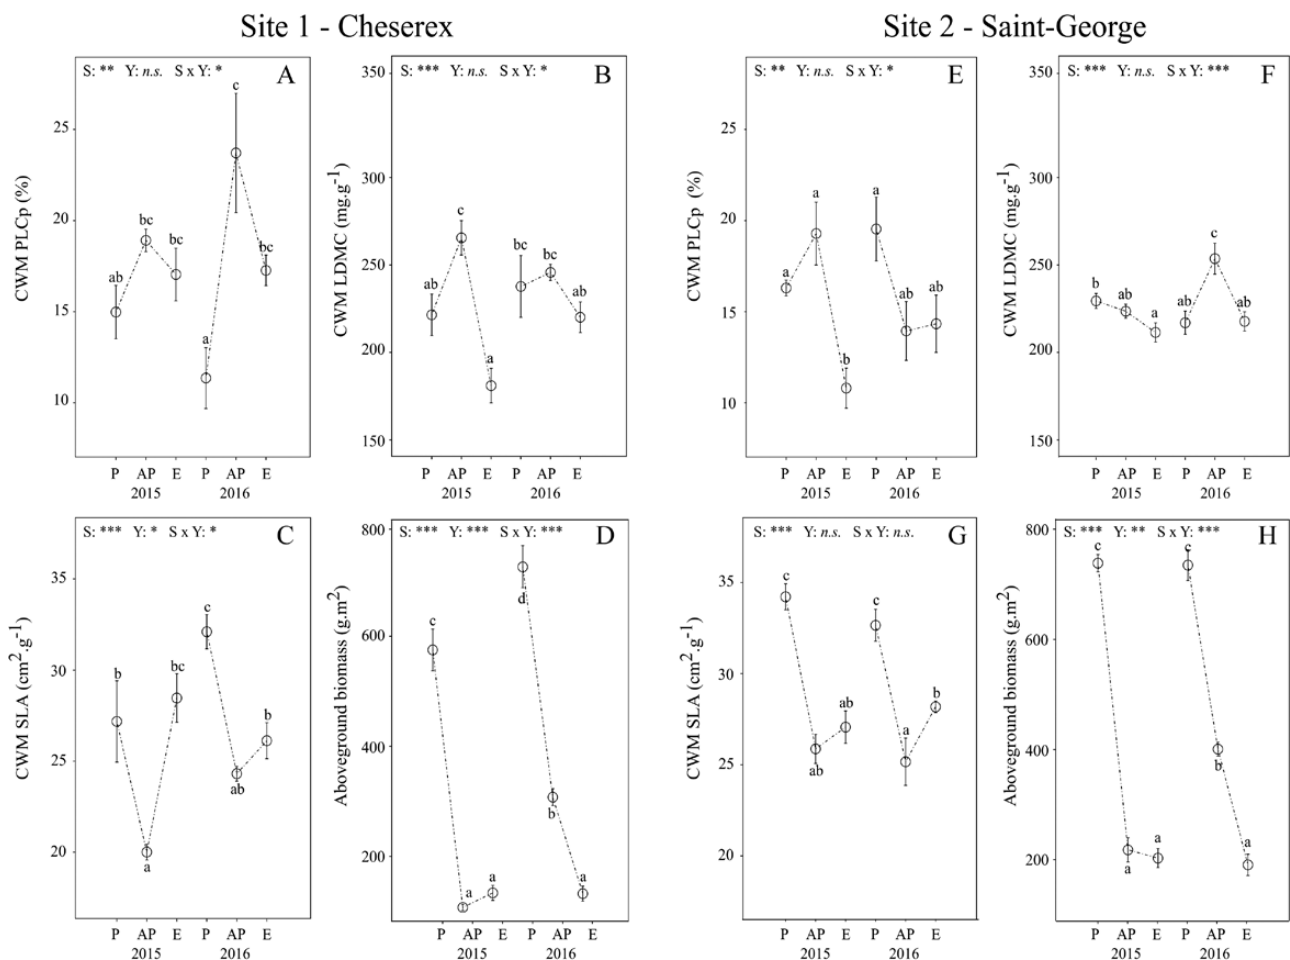 Site 1 - Cheserex
Site 2 - Saint-George
S: ** Y: n.s. S x Y: * A
CWM PLCp (%)
25
20
15
10
ab
bc
bc
a
c
bc
P AP E P AP E
2015 2016
S: *** Y: n.s. S x Y: * B
CWM LDMC (mg.g-1)
350
300
250
200
150
ab
c
a
bc
bc
ab
P AP E P AP E
2015 2016
S: ** Y: n.s. S x Y: * E
CWM PLCp (%)
25
20
15
10
a
a
b
a
ab
ab
P AP E P AP E
2015 2016
S: *** Y: n.s. S x Y: *** F
CWM LDMC (mg.g-1)
350
300
250
200
150
b
ab
a
ab
c
ab
P AP E P AP E
2015 2016
S: *** Y: * S x Y: * C
CWM SLA (cm2.g-1)
35
30
25
20
b
a
bc
c
ab
b
P AP E P AP E
2015 2016
S: *** Y: *** S x Y: *** D
Aboveground biomass (g.m2)
800
600
400
200
c
a
a
d
b
a
P AP E P AP E
2015 2016
S: *** Y: n.s. S x Y: n.s. G
CWM SLA (cm2.g-1)
35
30
25
20
c
ab
ab
c
a
b
P AP E P AP E
2015 2016
S: *** Y: ** S x Y: *** H
Aboveground biomass (g.m2)
800
600
400
200
c
a
a
c
b
a
P AP E P AP E
2015 2016